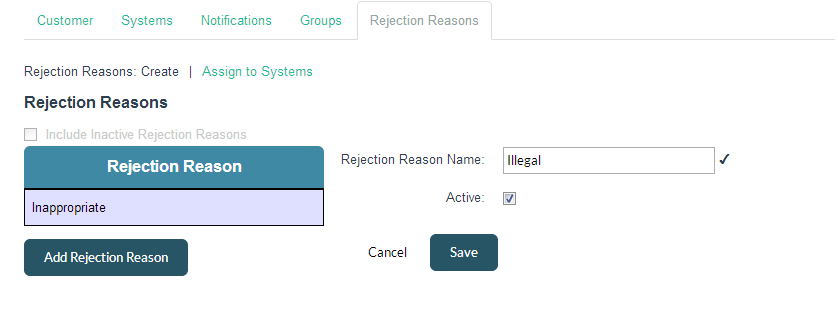 Customer Systems Notifications Groups Rejection Reasons
Rejection Reasons: Create | Assign to Systems
Rejection Reasons
Include Inactive Rejection Reasons
Rejection Reason
Inappropriate
Add Rejection Reason
Rejection Reason Name: Illegal
Active:
Cancel Save